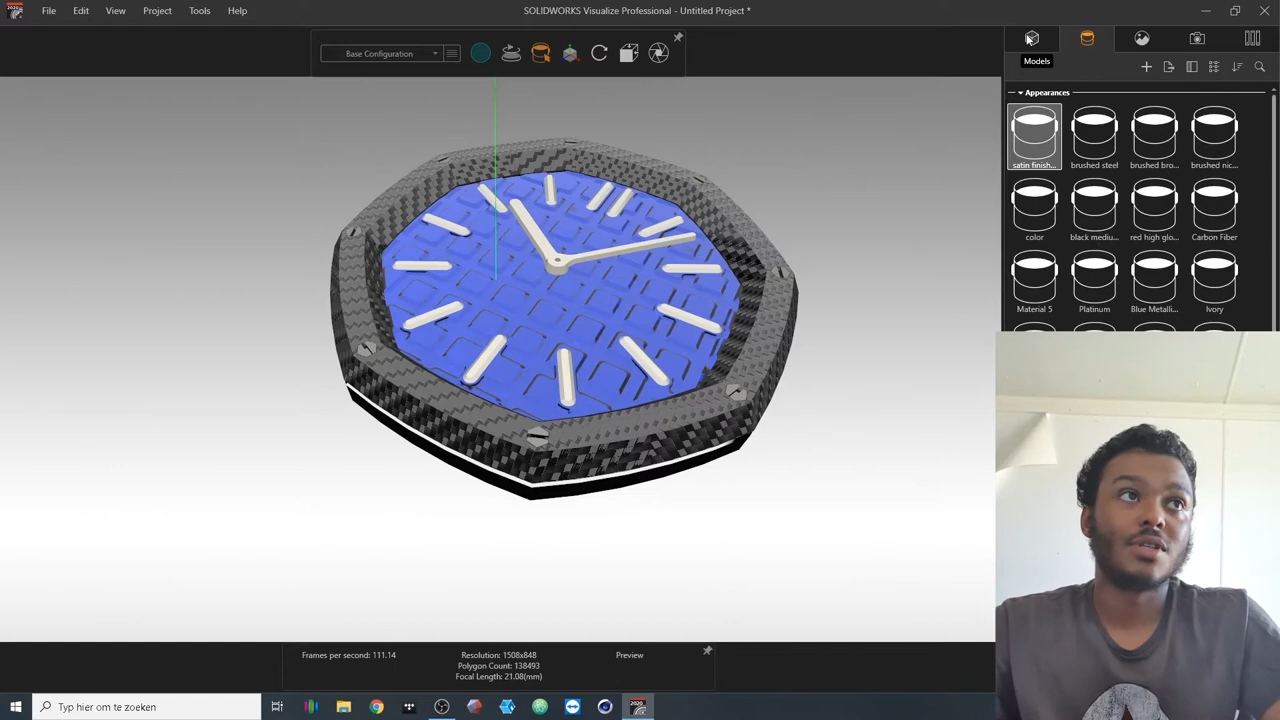 File Edit View Project Tools Help
SOLIDWORKS Visualize Professional - Untitled Project *
Base Configuration
Models
Appearances
satin finish... brushed steel brushed bro... brushed nic...
color black mediu... red high glo... Carbon Fiber
Material 5 Platinum Blue Metalli... Ivory
Frames per second: 111.14
Resolution: 1508x848
Polygon Count: 138493
Focal Length: 21.08(mm)
Preview
Typ hier om te zoeken
2020